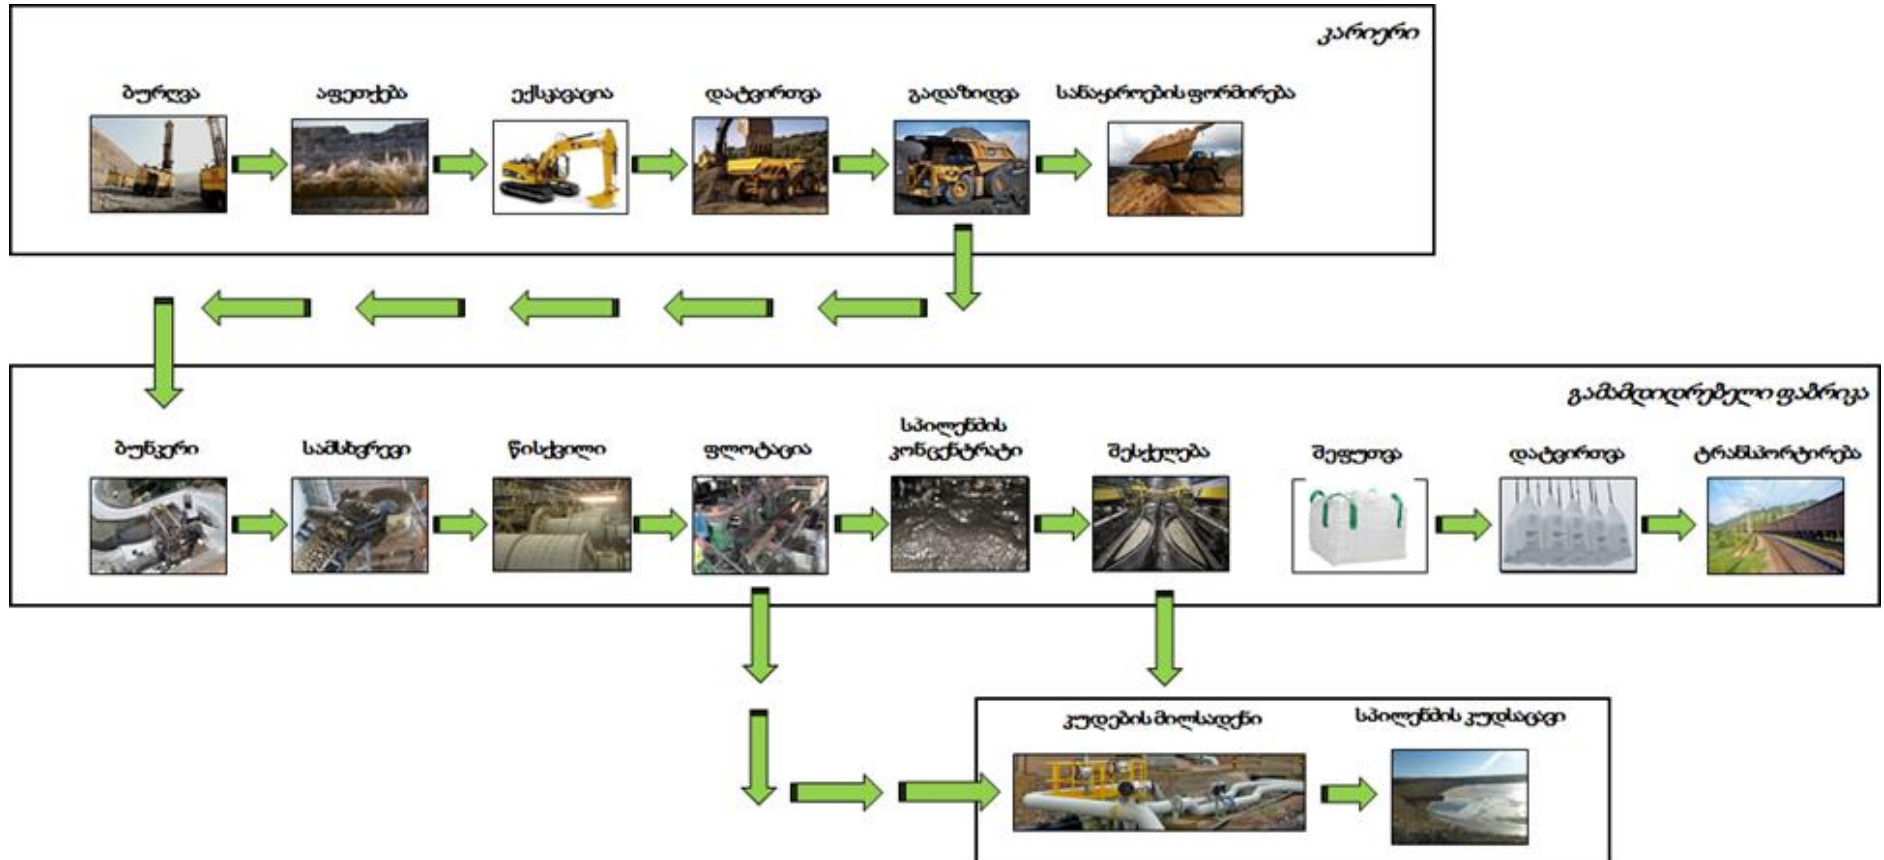 კარიერი
ბურღვა
აფეთქება
ექსკავაცია
დატვირთვა
გადაზიდვა
სანაყაროების ფორმირება
გამამდიდრებელი ფაბრიკა
ბუნკერი
სამსხვრევი
წისქვილი
ფლოტაცია
სპილენძის
კონცენტრატი
შესქელება
შეფუთვა
დატვირთვა
ტრანსპორტირება
კუდების მილსადენი
სპილენძის კუდსაცავი